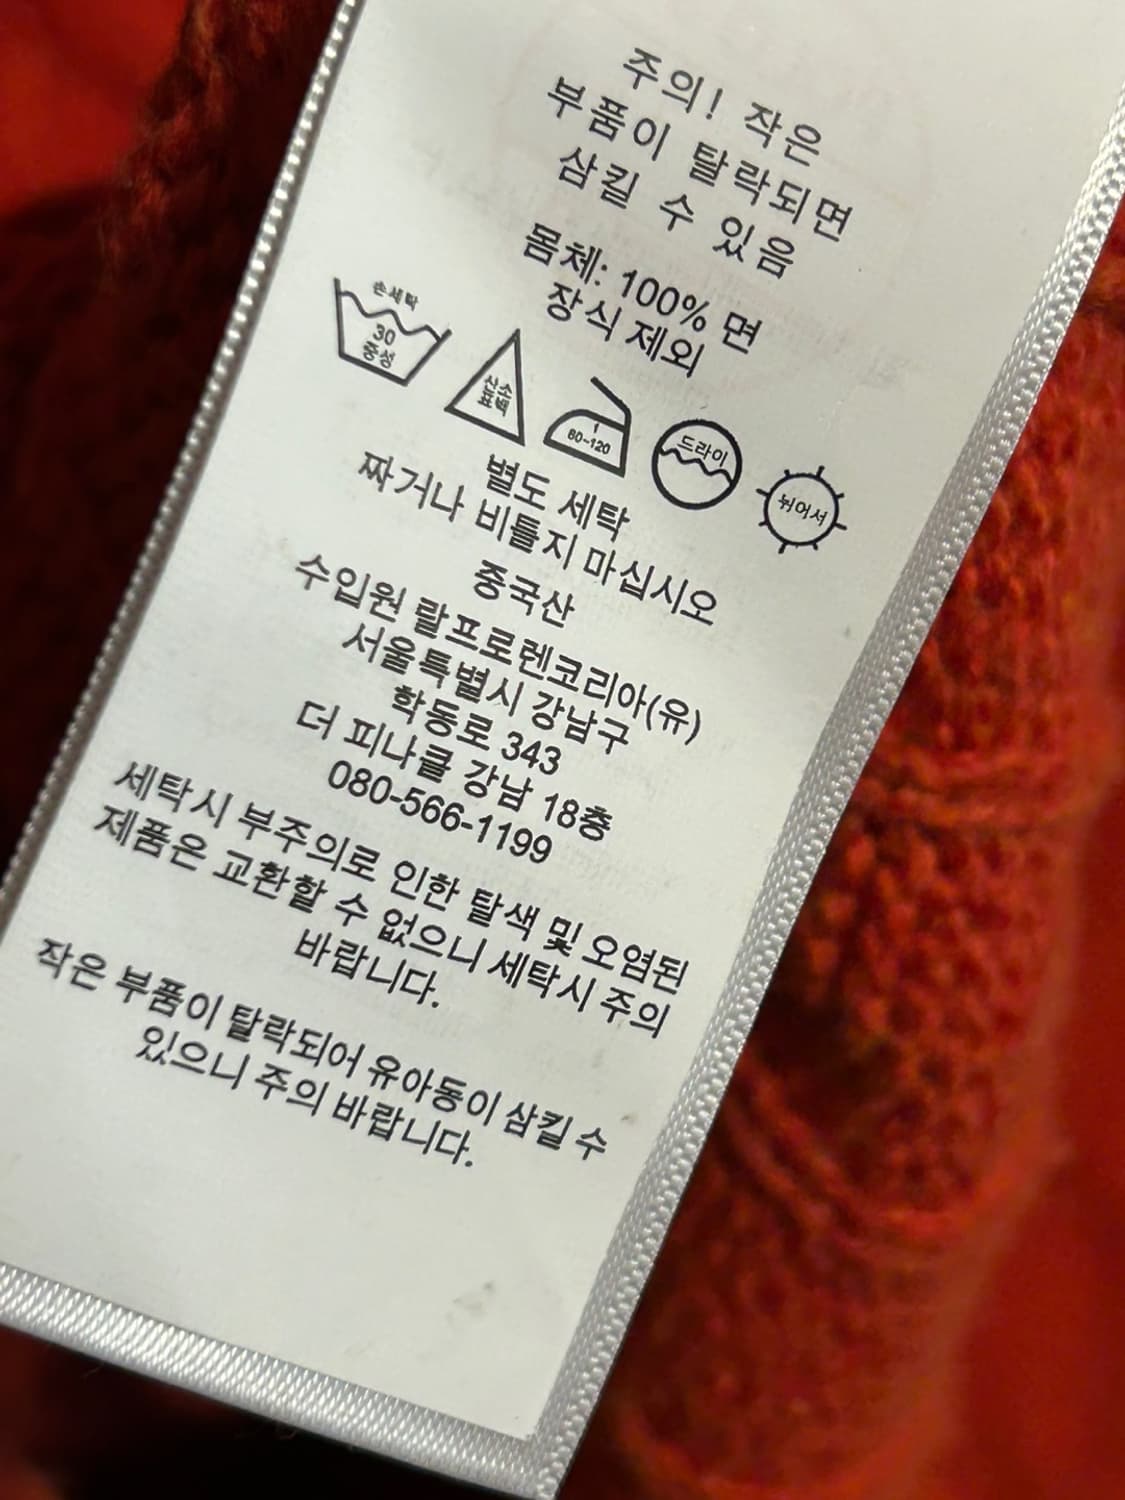 주의! 작은
부품이 탈락되면
삼킬 수 있음
몸체: 100% 면
장식 제외
손세탁
30
중성
산소
표백
1
80~120
드라이
뉘어서
별도 세탁
짜거나 비틀지 마십시오
중국산
수입원 랄프로렌코리아(유)
서울특별시 강남구
학동로 343
더 피나클 강남 18층
080-566-1199
세탁시 부주의로 인한 탈색 및 오염된
제품은 교환할 수 없으니 세탁시 주의
바랍니다.
작은 부품이 탈락되어 유아동이 삼킬 수
있으니 주의 바랍니다.